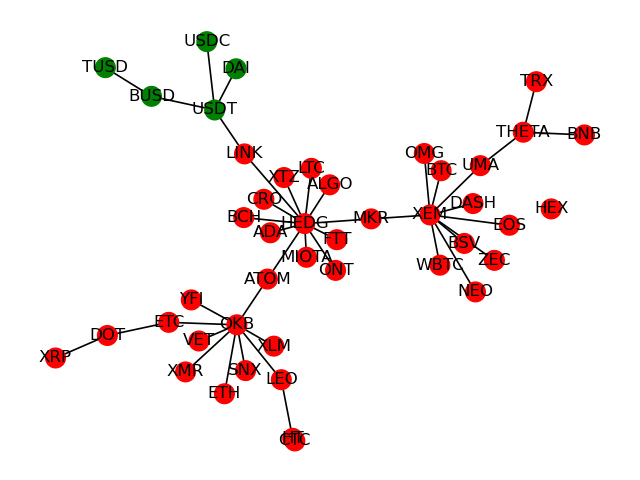 USDC
TUSD
DAI
TRX
BUSD
USDT
THETA
BNB
LINK
OMG
UMA
LTC
BTC
XTZ
ALGO
CRO
DASH
HEX
BCH
MKR
XEM
HEDG
EOS
ADA
FTT
BSV
MIOTA
ZEC
WBTC
ONT
ATOM
NEO
YFI
ETC
OKB
DOT
VET
XLM
XRP
XMR
SNX
LEO
ETH
HT